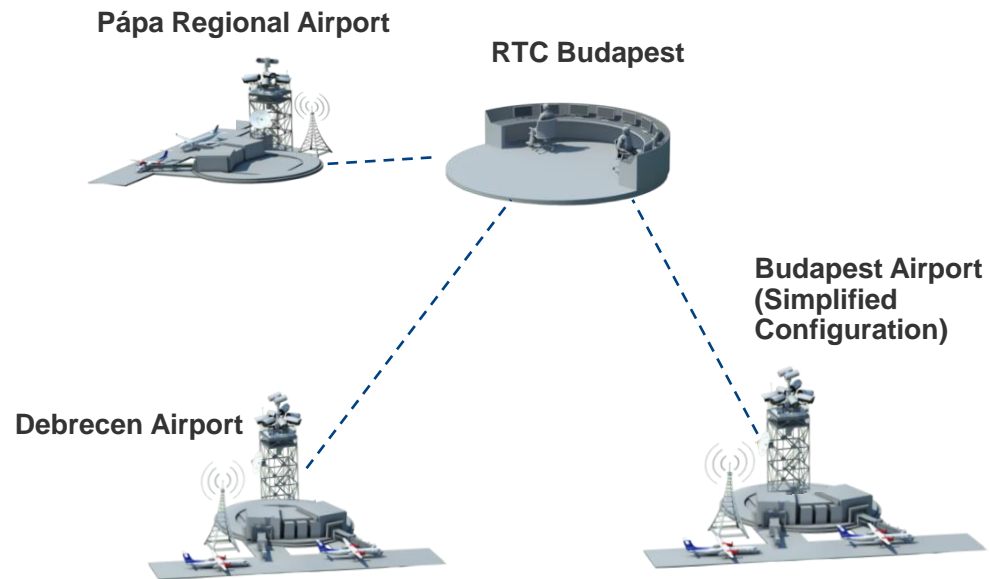 Pápa Regional Airport
RTC Budapest
Budapest Airport
(Simplified
Configuration)
Debrecen Airport